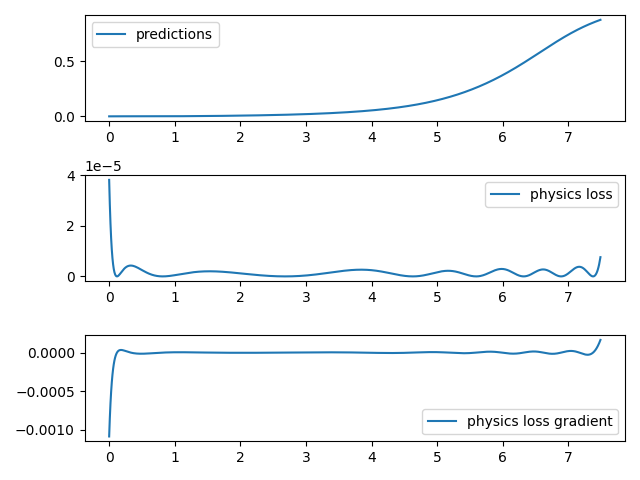 predictions
0.5
0.0
0 1 2 3 4 5 6 7
1e−5
physics loss
4
2
0
0 1 2 3 4 5 6 7
0.0000
−0.0005
−0.0010
physics loss gradient
0 1 2 3 4 5 6 7